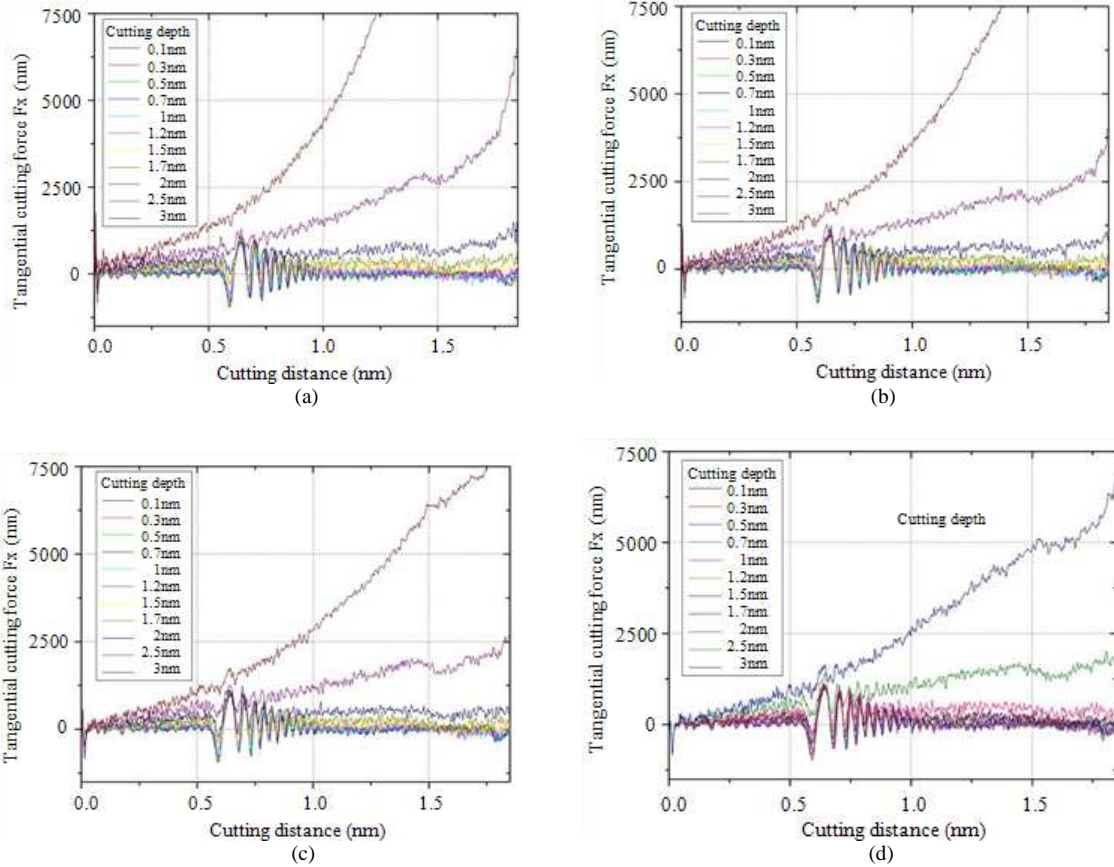 7500
5000
2500
0
Tangential cutting force Fx (nm)
Cutting depth
0.1nm
0.3nm
0.5nm
0.7nm
1nm
1.2nm
1.5nm
1.7nm
2nm
2.5nm
3nm
0.0 0.5 1.0 1.5
Cutting distance (nm)
(a)
7500
5000
2500
0
Tangential cutting force Fx (nm)
Cutting depth
0.1nm
0.3nm
0.5nm
0.7nm
1nm
1.2nm
1.5nm
1.7nm
2nm
2.5nm
3nm
0.0 0.5 1.0 1.5
Cutting distance (nm)
(b)
7500
5000
2500
0
Tangential cutting force Fx (nm)
Cutting depth
0.1nm
0.3nm
0.5nm
0.7nm
1nm
1.2nm
1.5nm
1.7nm
2nm
2.5nm
3nm
0.0 0.5 1.0 1.5
Cutting distance (nm)
(c)
7500
5000
2500
0
Tangential cutting force Fx (nm)
Cutting depth
0.1nm
0.3nm
0.5nm
0.7nm
1nm
1.2nm
1.5nm
1.7nm
2nm
2.5nm
3nm
Cutting depth
0.0 0.5 1.0 1.5
Cutting distance (nm)
(d)